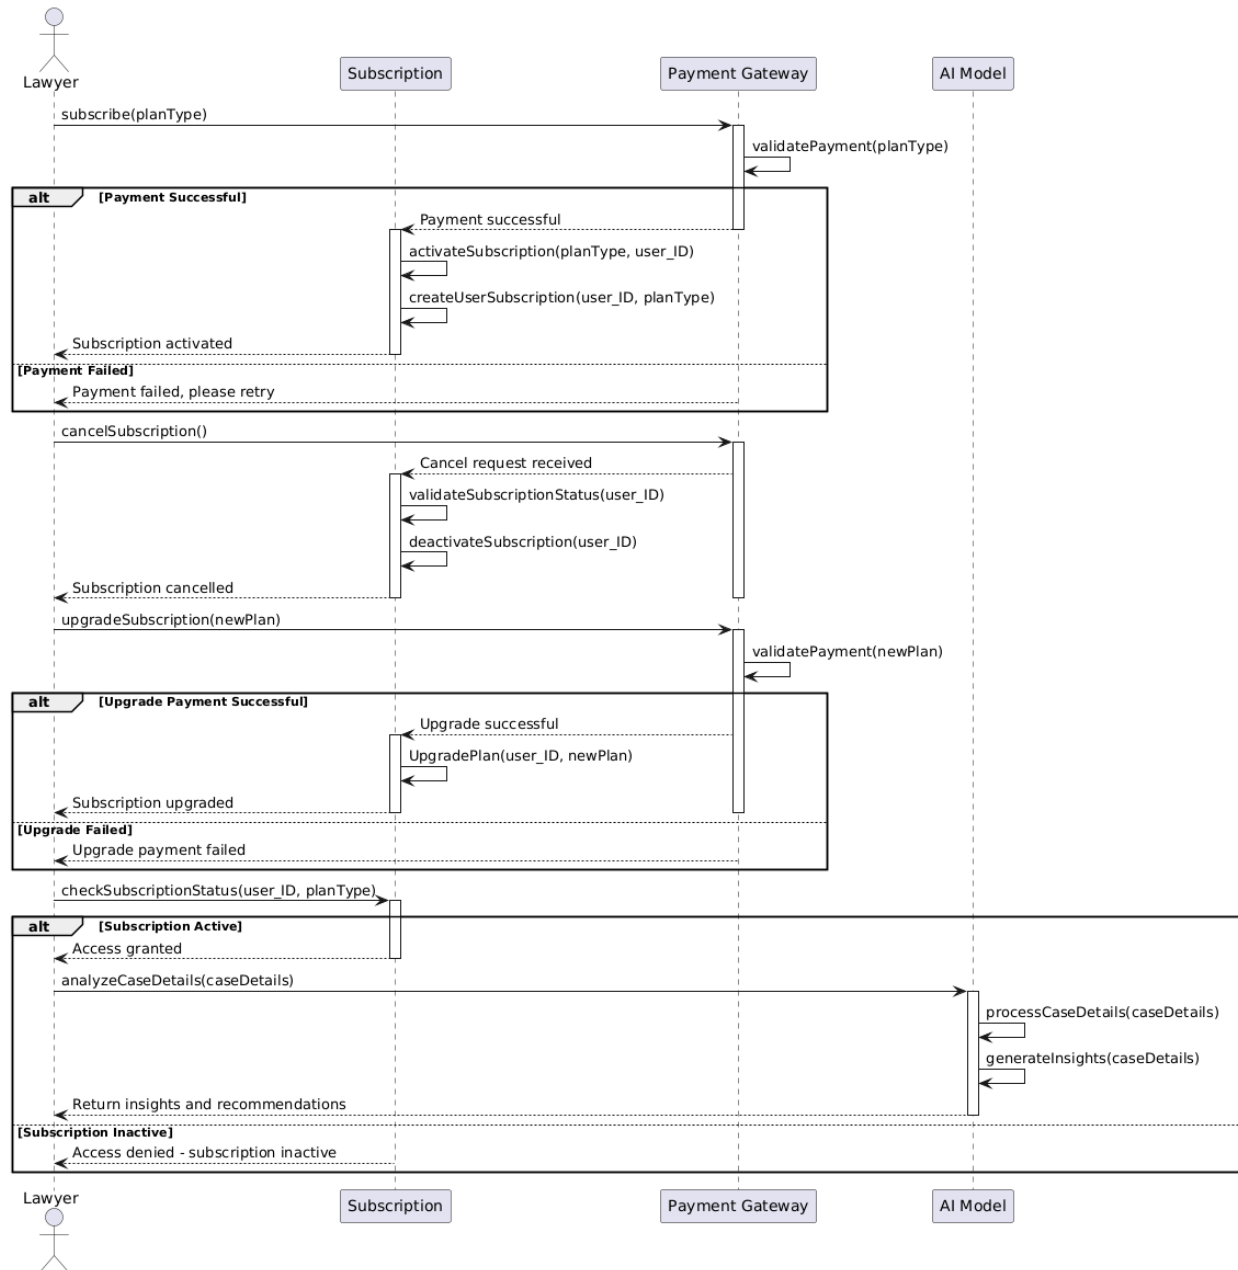 Lawyer
Subscription
Payment Gateway
AI Model
subscribe(planType)
validatePayment(planType)
alt [Payment Successful]
Payment successful
activateSubscription(planType, user_ID)
createUserSubscription(user_ID, planType)
Subscription activated
[Payment Failed]
Payment failed, please retry
cancelSubscription()
Cancel request received
validateSubscriptionStatus(user_ID)
deactivateSubscription(user_ID)
Subscription cancelled
upgradeSubscription(newPlan)
validatePayment(newPlan)
alt [Upgrade Payment Successful]
Upgrade successful
UpgradePlan(user_ID, newPlan)
Subscription upgraded
[Upgrade Failed]
Upgrade payment failed
checkSubscriptionStatus(user_ID, planType)
alt [Subscription Active]
Access granted
analyzeCaseDetails(caseDetails)
processCaseDetails(caseDetails)
generateInsights(caseDetails)
Return insights and recommendations
[Subscription Inactive]
Access denied - subscription inactive
Lawyer
Subscription
Payment Gateway
AI Model